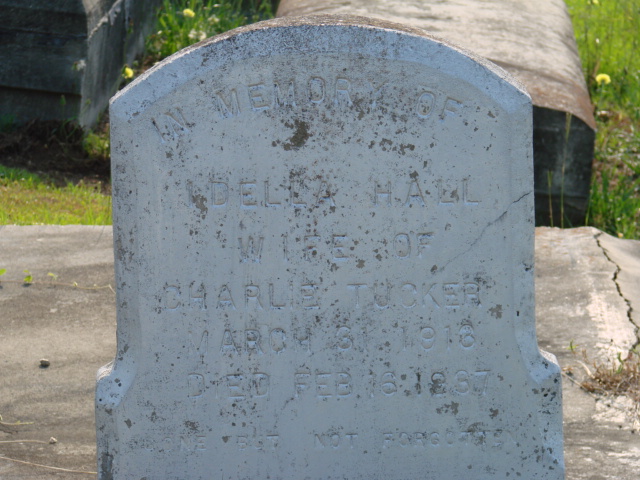 IN MEMORY OF
IDELLA HALL
WIFE OF
CHARLIE TUCKER
MARCH 1916
DIED FEB 16
BUT NOT FORGOTTEN